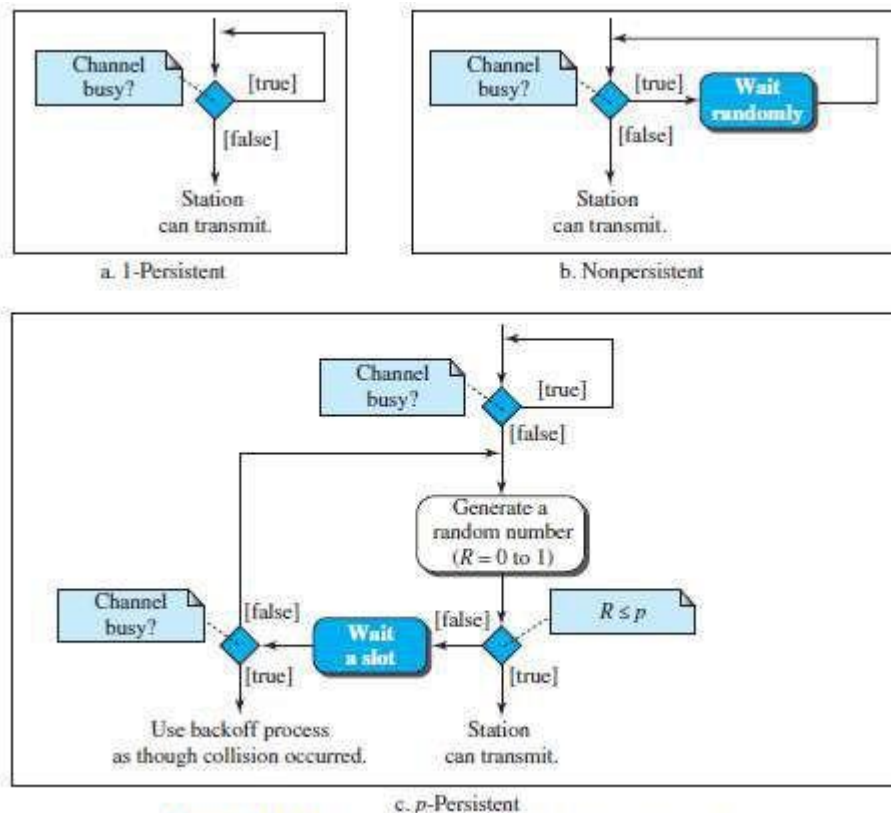 Channel
busy?
[true]
[false]
Station
can transmit.
a. 1-Persistent
Channel
busy?
[true]
Wait
randomly
[false]
Station
can transmit.
b. Nonpersistent
Channel
busy?
[true]
[false]
Generate a
random number
(R = 0 to 1)
Channel
busy?
[false]
Wait
a slot
[false]
R ≤ p
[true]
[true]
Use backoff process
as though collision occurred.
Station
can transmit.
c. p-Persistent